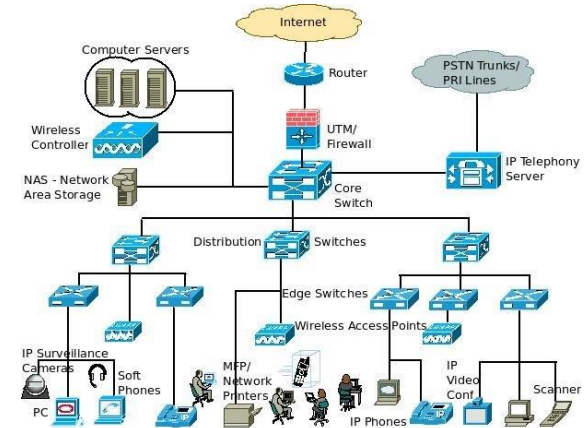 Internet
Computer Servers
Router
PSTN Trunks/
PRI Lines
Wireless
Controller
UTM/
Firewall
IP Telephony
Server
NAS - Network
Area Storage
Core
Switch
Distribution
Switches
Edge Switches
Wireless Access Points
IP Surveillance
Cameras
Soft
Phones
PC
MFP/
Network
Printers
IP Phones
IP
Video
Conf
Scanner
IP
IP